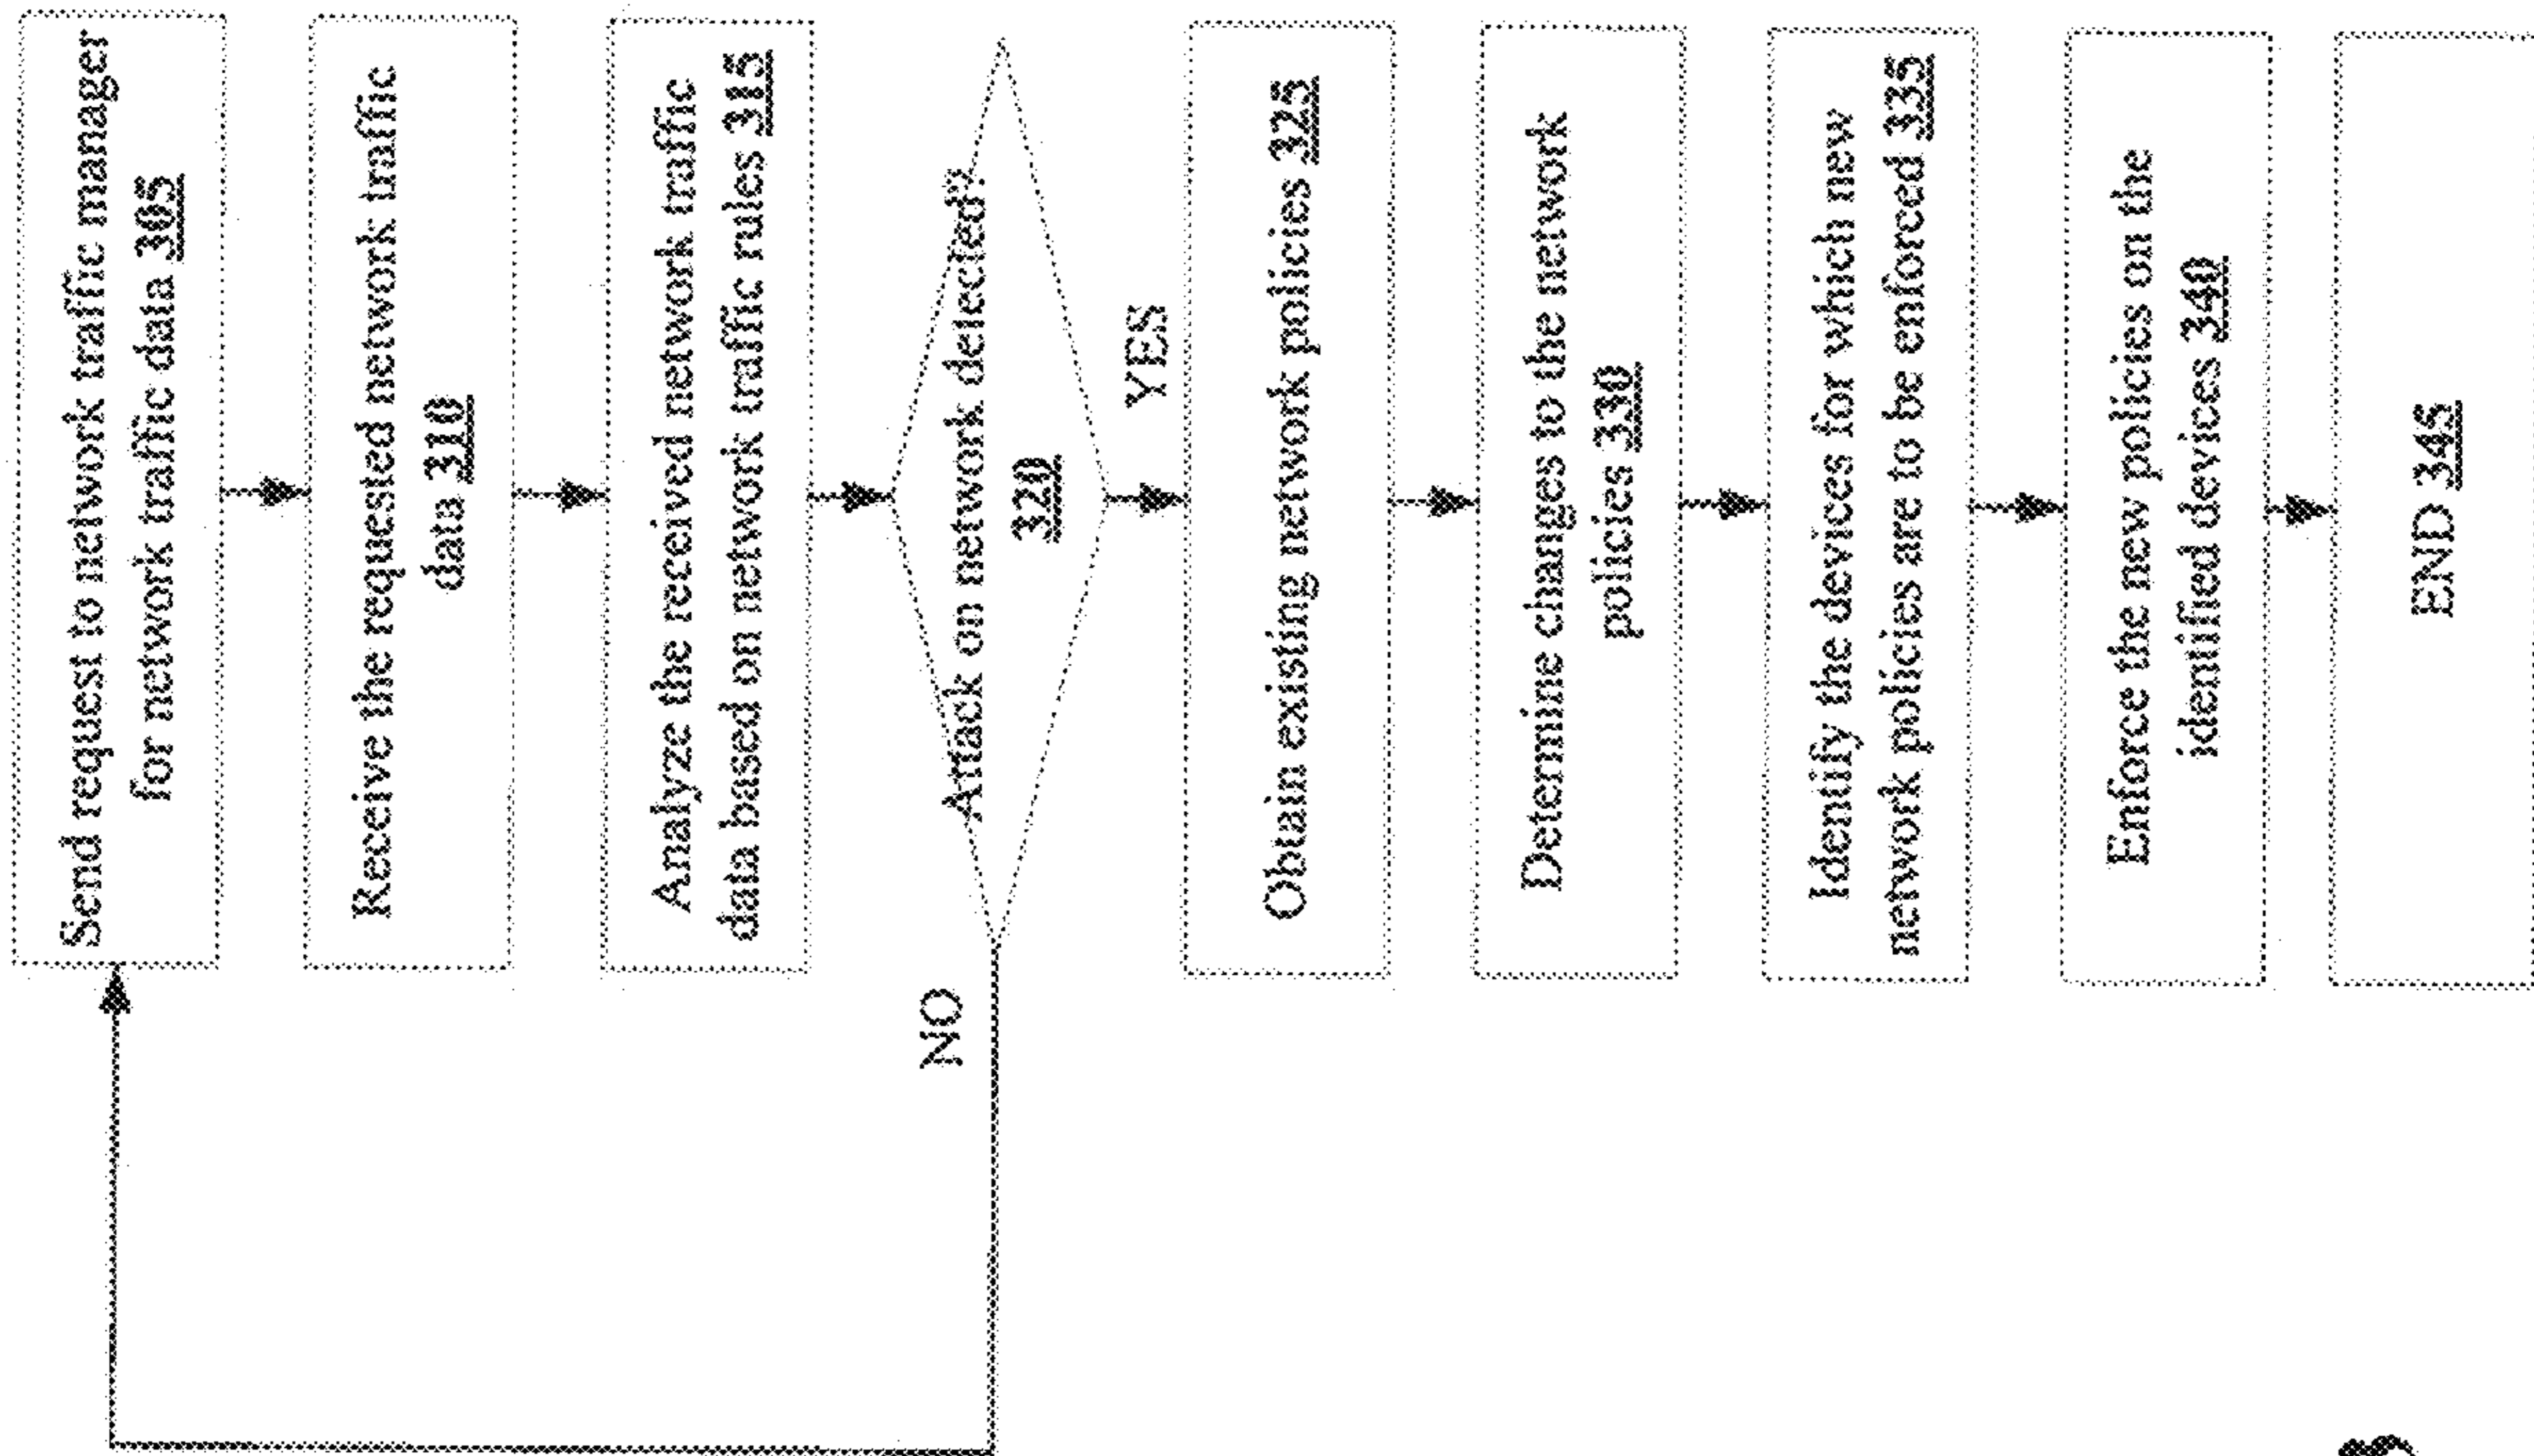 Send request to network traffic manager
for network traffic data 305
Receive the requested network traffic
data 310
Analyze the received network traffic
data based on network traffic rules 315
Attack on network detected?
320
NO
YES
Obtain existing network policies 325
Determine changes to the network
policies 330
Identify the devices for which new
network policies are to be enforced 335
Enforce the new policies on the
identified devices 340
END 345